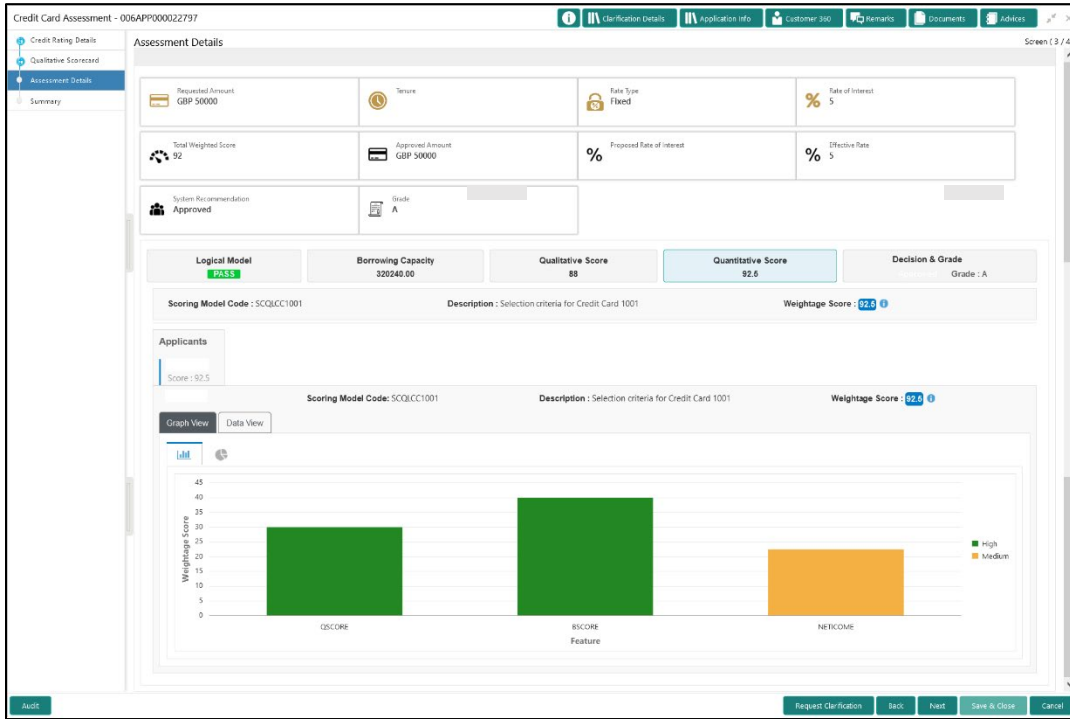 Credit Card Assessment - 006APP000022797
Clarification Details
Application Info
Customer 360
Remarks
Documents
Advices
Credit Rating Details
Qualitative Scorecard
Assessment Details
Summary
Assessment Details
Screen ( 3 / 4
Requested Amount
GBP 50000
Tenure
Rate Type
Fixed
Rate of Interest
5
Total Weighted Score
92
Approved Amount
GBP 50000
Proposed Rate of Interest
Effective Rate
5
System Recommendation
Approved
Grade
A
Logical Model
PASS
Borrowing Capacity
320240.00
Qualitative Score
88
Quantitative Score
92.6
Decision & Grade
Grade : A
Scoring Model Code : SCQLCC1001 Description : Selection criteria for Credit Card 1001 Weightage Score : 92.6
Applicants
Score : 92.5
Scoring Model Code: SCQLCC1001 Description : Selection criteria for Credit Card 1001 Weightage Score : 92.6
Graph View Data View
45
40
35
30
25
20
15
10
5
0
Weightage Score
QSCORE BSCORE NETICOME
Feature
High
Medium
Audit
Request Clarification
Back
Next
Save & Close
Cancel